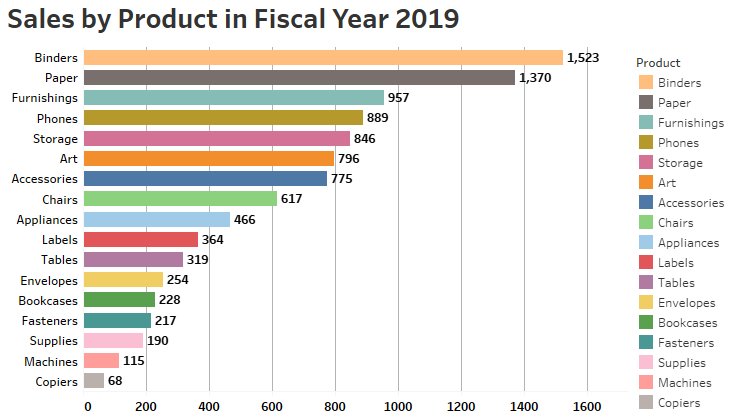 Sales by Product in Fiscal Year 2019
Binders 1,523
Paper 1,370
Furnishings 957
Phones 889
Storage 846
Art 796
Accessories 775
Chairs 617
Appliances 466
Labels 364
Tables 319
Envelopes 254
Bookcases 228
Fasteners 217
Supplies 190
Machines 115
Copiers 68
0 200 400 600 800 1000 1200 1400 1600
Product
Binders
Paper
Furnishings
Phones
Storage
Art
Accessories
Chairs
Appliances
Labels
Tables
Envelopes
Bookcases
Fasteners
Supplies
Machines
Copiers